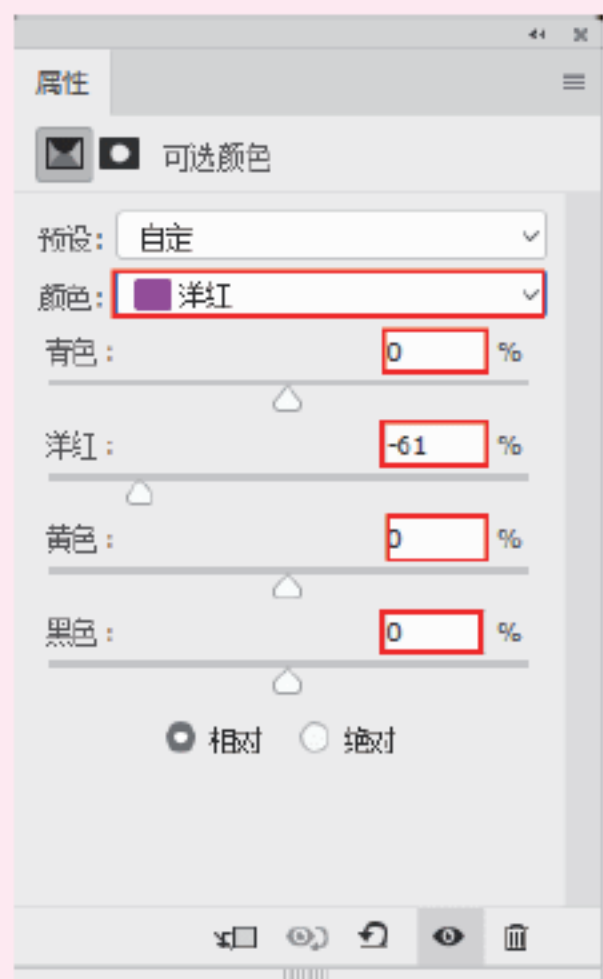 属性
可选颜色
预设: 自定
颜色: 洋红
青色: 0 %
洋红: -61 %
黄色: 0 %
黑色: 0 %
相对 绝对